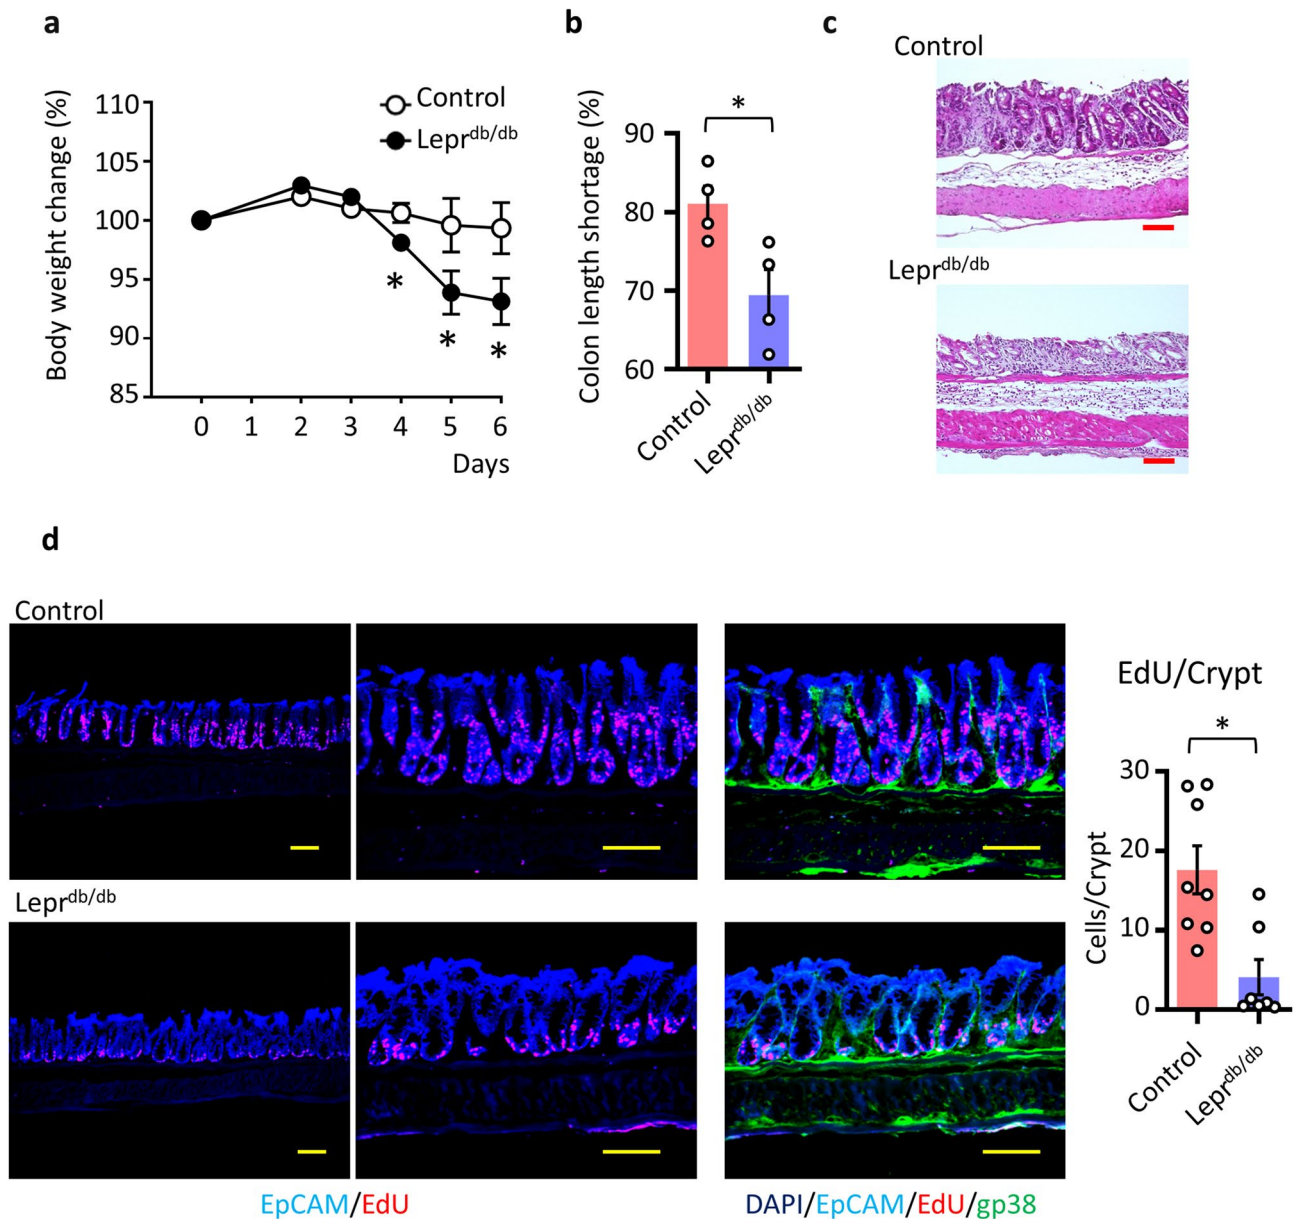 a
Body weight change (%)
110
105
100
95
90
85
Control
Lepr^db/db
*
*
*
0 1 2 3 4 5 6
Days
b
Colon length shortage (%)
90
80
70
60
*
Control
Lepr^db/db
c
Control
Lepr^db/db
d
Control
Lepr^db/db
EpCAM/EdU
DAPI/EpCAM/EdU/gp38
EdU/Crypt
*
Cells/Crypt
30
20
10
0
Control
Lepr^db/db